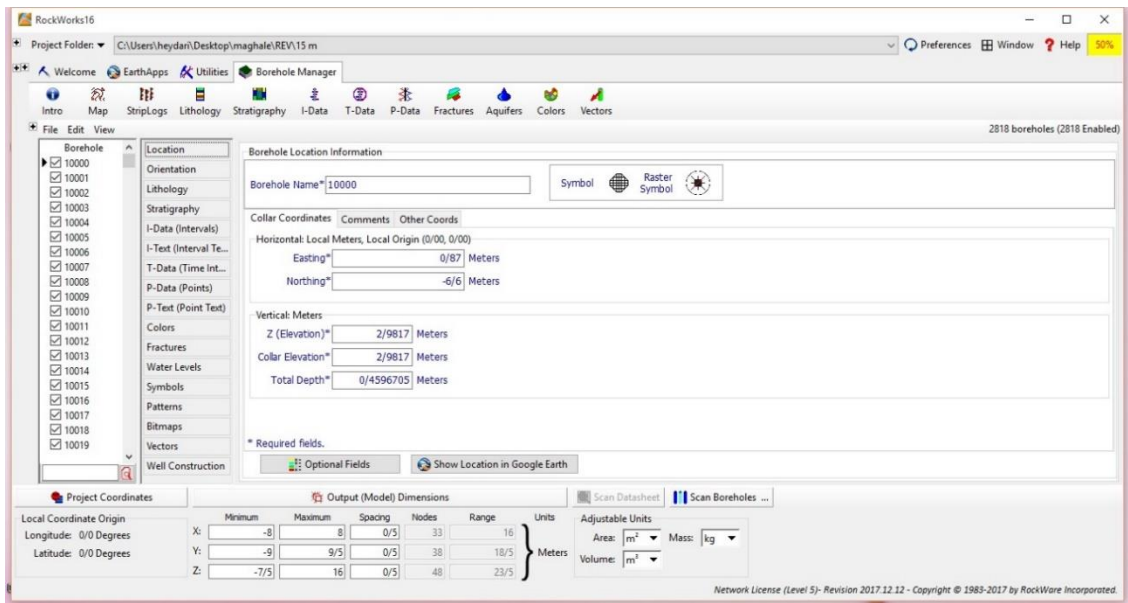 RockWorks16
Project Folder: C:\Users\heydari\Desktop\maghale\REV\15 m Preferences Window ? Help 50%
Welcome EarthApps Utilities Borehole Manager
Intro Map StripLogs Lithology Stratigraphy I-Data T-Data P-Data Fractures Aquifers Colors Vectors
File Edit View 2818 boreholes (2818 Enabled)
Borehole
10000
10001
10002
10003
10004
10005
10006
10007
10008
10009
10010
10011
10012
10013
10014
10015
10016
10017
10018
10019
Location
Orientation
Lithology
Stratigraphy
I-Data (Intervals)
I-Text (Interval Te...
T-Data (Time Int...
P-Data (Points)
P-Text (Point Text)
Colors
Fractures
Water Levels
Symbols
Patterns
Bitmaps
Vectors
Well Construction
Borehole Location Information
Borehole Name* 10000 Symbol Raster Symbol
Collar Coordinates Comments Other Coords
Horizontal: Local Meters, Local Origin (0/00, 0/00)
Easting* 0/87 Meters
Northing* -6/6 Meters
Vertical: Meters
Z (Elevation)* 2/9817 Meters
Collar Elevation* 2/9817 Meters
Total Depth* 0/4596705 Meters
* Required fields.
Optional Fields Show Location in Google Earth
Project Coordinates Output (Model) Dimensions Scan Datasheet Scan Boreholes ...
Local Coordinate Origin
Longitude: 0/0 Degrees
Latitude: 0/0 Degrees
Minimum Maximum Spacing Nodes Range Units
X: -8 8 0/5 33 16
Y: -9 9/5 0/5 38 18/5 Meters
Z: -7/5 16 0/5 48 23/5
Adjustable Units
Area: m² Mass: kg
Volume: m³
Network License (Level 5)- Revision 2017.12.12 - Copyright © 1983-2017 by RockWare Incorporated.